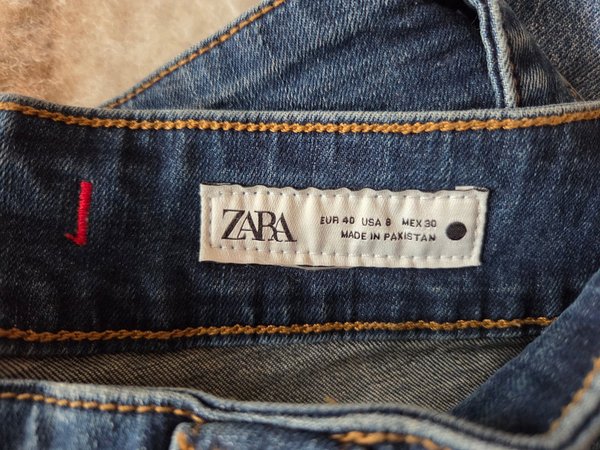 ZARA
EUR 40 USA 8 MEX 30
MADE IN PAKISTAN